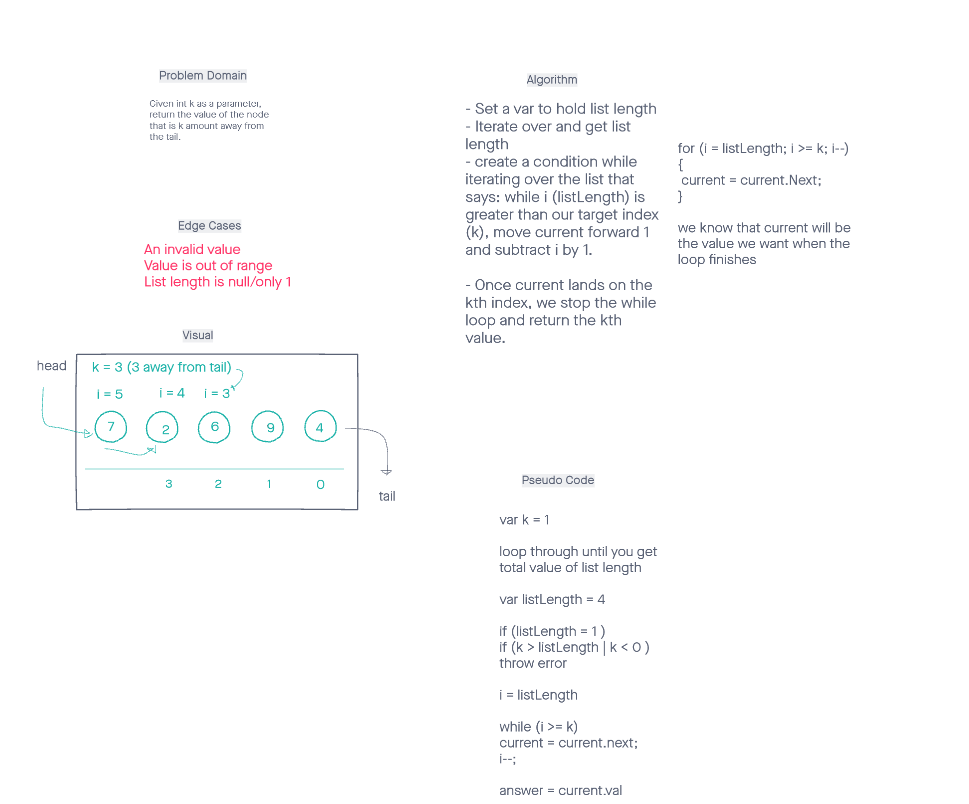 Problem Domain
Given int k as a parameter,
return the value of the node
that is k amount away from
the tail.
Edge Cases
An invalid value
Value is out of range
List length is null/only 1
Visual
head
k = 3 (3 away from tail)
i = 5
i = 4
i = 3
7
2
6
9
4
3
2
1
0
tail
Algorithm
- Set a var to hold list length
- Iterate over and get list
length
- create a condition while
iterating over the list that
says: while i (listLength) is
greater than our target index
(k), move current forward 1
and subtract i by 1.
- Once current lands on the
kth index, we stop the while
loop and return the kth
value.
for (i = listLength; i >= k; i--)
{
current = current.Next;
}
we know that current will be
the value we want when the
loop finishes
Pseudo Code
var k = 1
loop through until you get
total value of list length
var listLength = 4
if (listLength = 1 )
if (k > listLength | k < 0 )
throw error
i = listLength
while (i >= k)
current = current.next;
i--;
answer = current.val